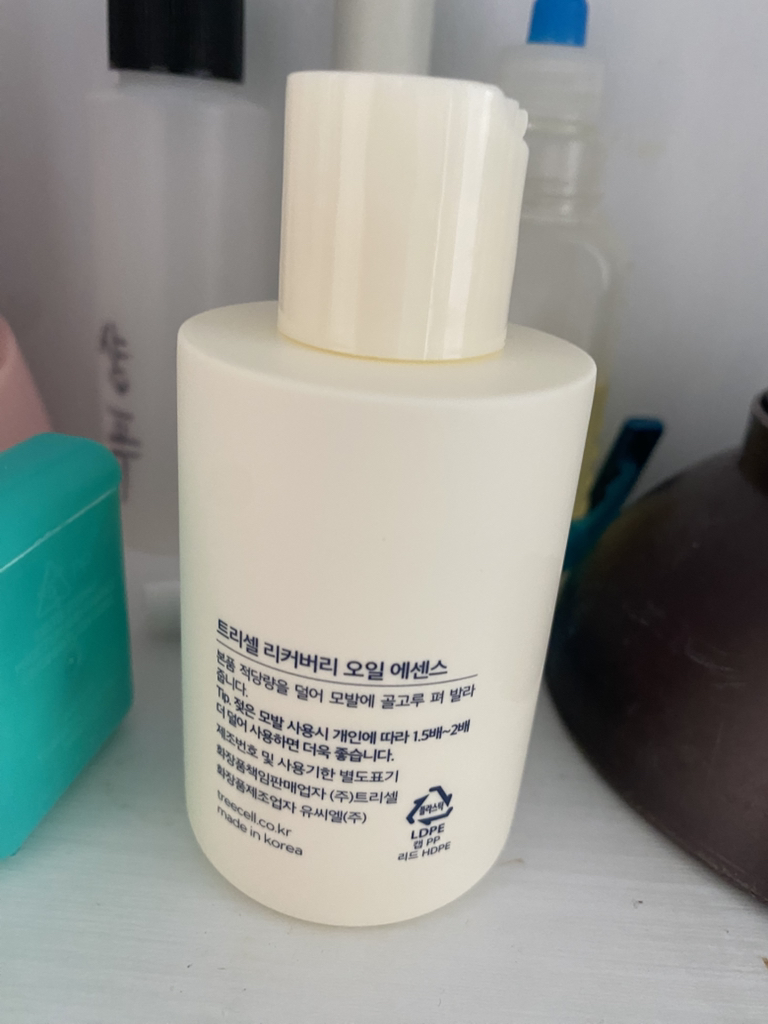 트리셀 리커버리 오일 에센스
본품 적당량을 덜어 모발에 골고루 펴 발라
줍니다.
Tip. 젖은 모발 사용시 개인에 따라 1.5배~2배
더 덜어 사용하면 더욱 좋습니다.
제조번호 및 사용기한 별도표기
화장품책임판매업자 (주)트리셀
화장품제조업자 유씨엘(주)
treecell.co.kr
made in korea
플라스틱
LDPE
캡 PP
리드 HDPE